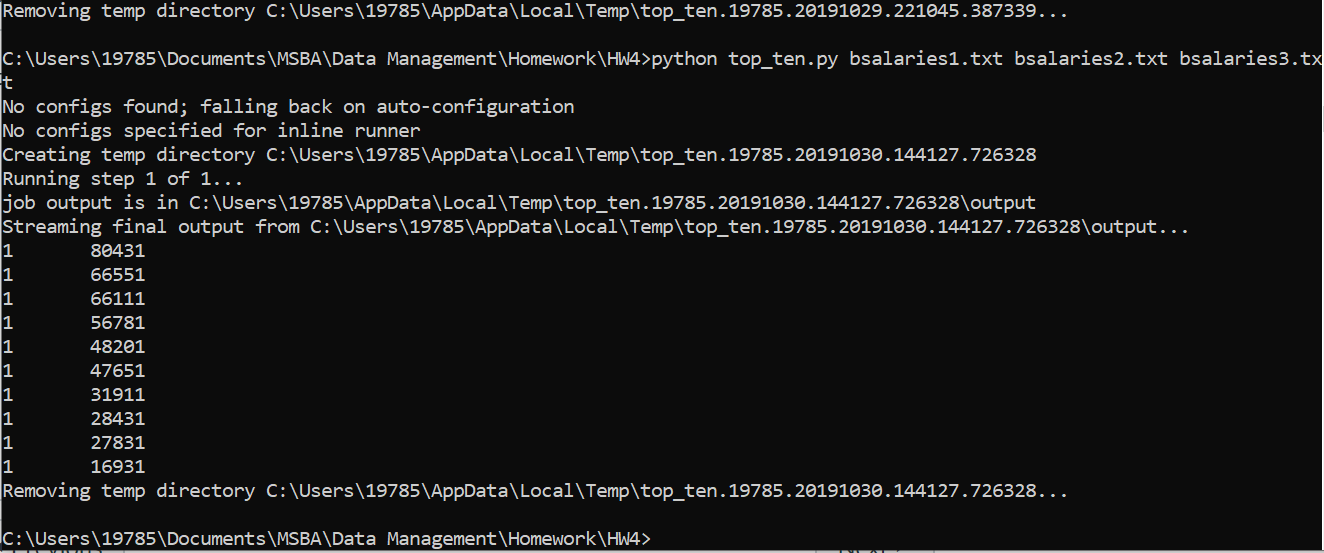 Removing temp directory C:\Users\19785\AppData\Local\Temp\top_ten.19785.20191029.221045.387339...
C:\Users\19785\Documents\MSBA\Data Management\Homework\HW4>python top_ten.py bsalaries1.txt bsalaries2.txt bsalaries3.tx
t
No configs found; falling back on auto-configuration
No configs specified for inline runner
Creating temp directory C:\Users\19785\AppData\Local\Temp\top_ten.19785.20191030.144127.726328
Running step 1 of 1...
job output is in C:\Users\19785\AppData\Local\Temp\top_ten.19785.20191030.144127.726328\output
Streaming final output from C:\Users\19785\AppData\Local\Temp\top_ten.19785.20191030.144127.726328\output...
1       80431
1       66551
1       66111
1       56781
1       48201
1       47651
1       31911
1       28431
1       27831
1       16931
Removing temp directory C:\Users\19785\AppData\Local\Temp\top_ten.19785.20191030.144127.726328...
C:\Users\19785\Documents\MSBA\Data Management\Homework\HW4>